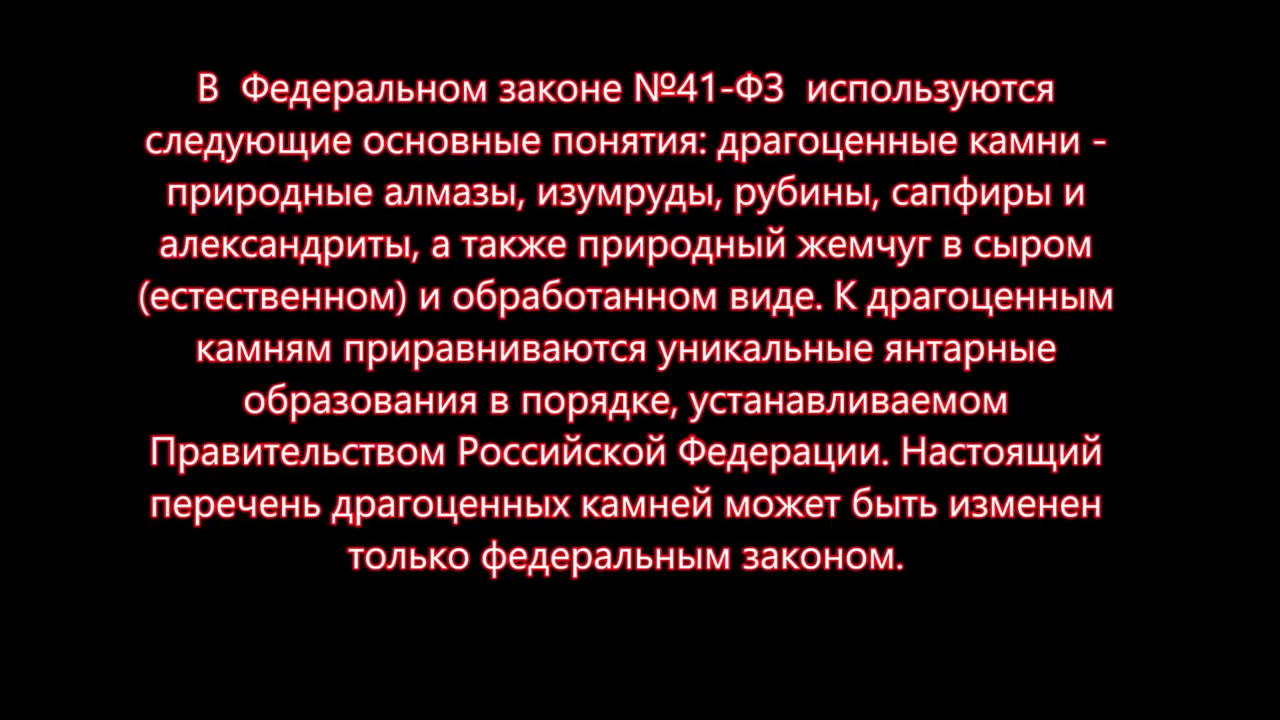 В  Федеральном законе №41-ФЗ  используются
следующие основные понятия: драгоценные камни -
природные алмазы, изумруды, рубины, сапфиры и
александриты, а также природный жемчуг в сыром
(естественном) и обработанном виде. К драгоценным
камням приравниваются уникальные янтарные
образования в порядке, устанавливаемом
Правительством Российской Федерации. Настоящий
перечень драгоценных камней может быть изменен
только федеральным законом.